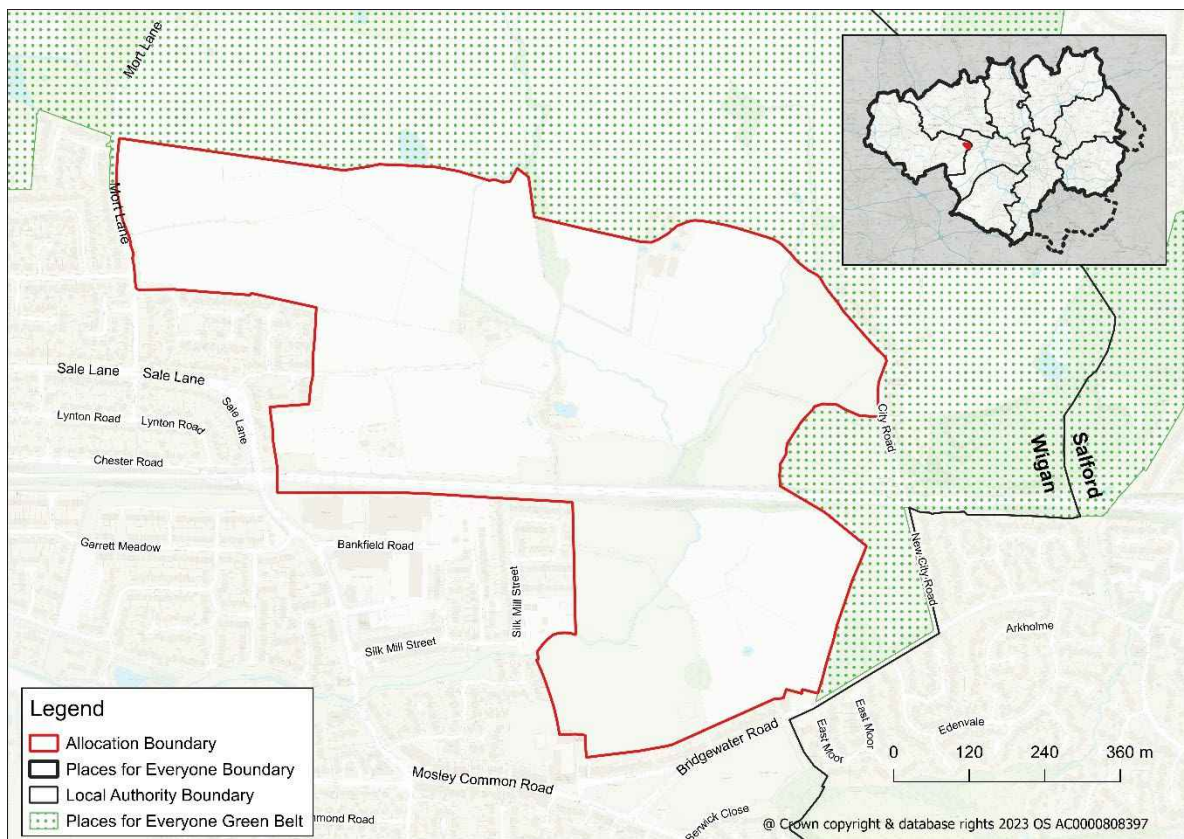 Mort Lane
Mort Lane
Sale Lane
Sale Lane
Lynton Road
Lynton Road
Sale Lane
Chester Road
City Road
Wigan
Salford
Garrett Meadow
Bankfield Road
Silk Mill Street
Silk Mill Street
New City Road
Arkholme
East Moor
East Moor
Edenvale
Bridgewater Road
Mosley Common Road
mmond Road
Berwick Close
0 120 240 360 m
Legend
Allocation Boundary
Places for Everyone Boundary
Local Authority Boundary
Places for Everyone Green Belt
@ Crown copyright & database rights 2023 OS AC0000808397